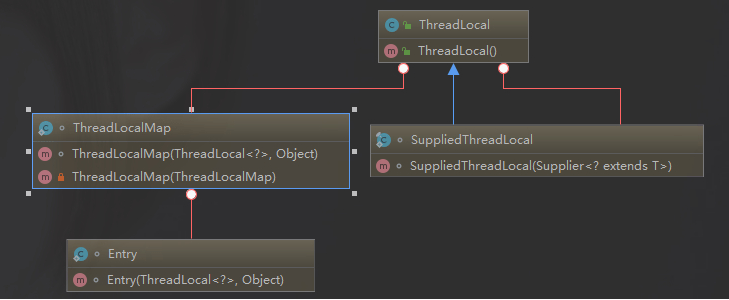 ThreadLocal
ThreadLocal()
ThreadLocalMap
ThreadLocalMap(ThreadLocal<?>, Object)
ThreadLocalMap(ThreadLocalMap)
SuppliedThreadLocal
SuppliedThreadLocal(Supplier<? extends T>)
Entry
Entry(ThreadLocal<?>, Object)